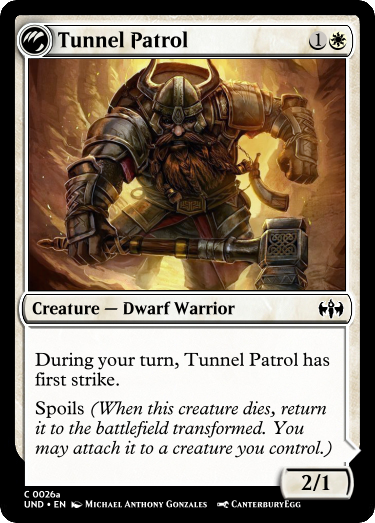 Tunnel Patrol 1
Creature — Dwarf Warrior
During your turn, Tunnel Patrol has
first strike.
Spoils (When this creature dies, return
it to the battlefield transformed. You
may attach it to a creature you control.)
2/1
C 0026a
UND • EN Michael Anthony Gonzales CanterburyEgg